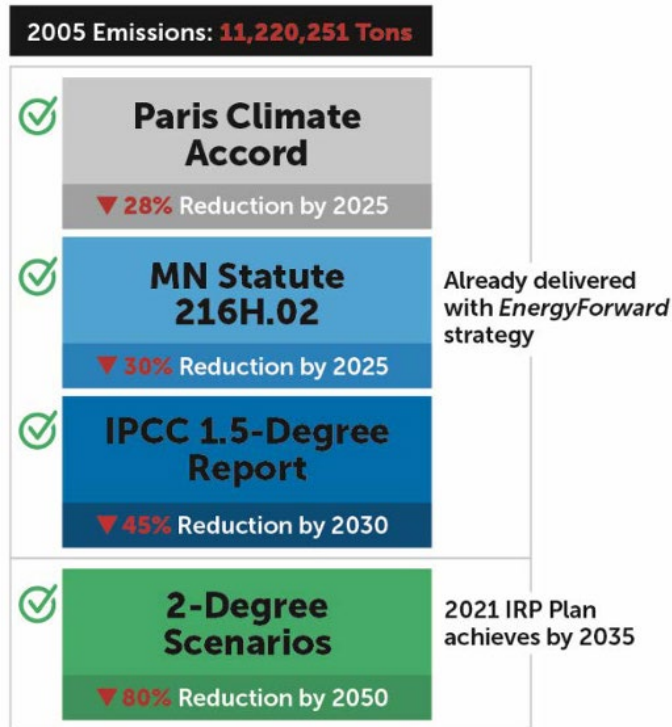 2005 Emissions: 11,220,251 Tons
Paris Climate
Accord
▼ 28% Reduction by 2025
MN Statute
216H.02
▼ 30% Reduction by 2025
IPCC 1.5-Degree
Report
▼ 45% Reduction by 2030
Already delivered
with EnergyForward
strategy
2-Degree
Scenarios
▼ 80% Reduction by 2050
2021 IRP Plan
achieves by 2035